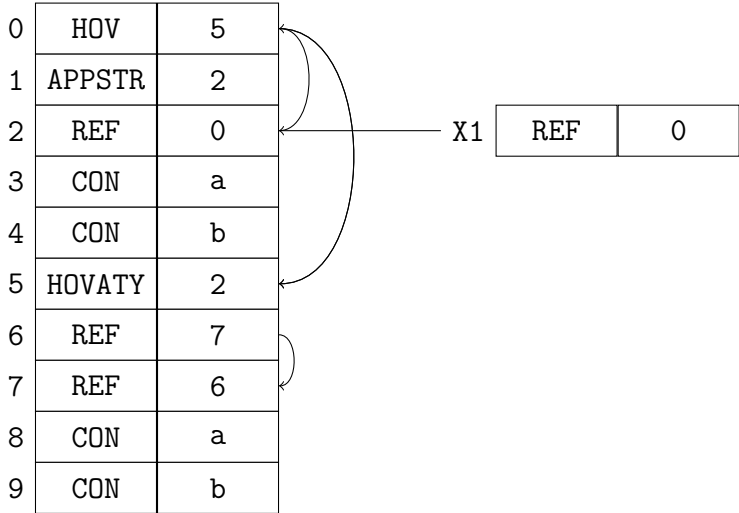 0 HOV 5
1 APPSTR 2
2 REF 0 X1 REF 0
3 CON a
4 CON b
5 HOVATY 2
6 REF 7
7 REF 6
8 CON a
9 CON b